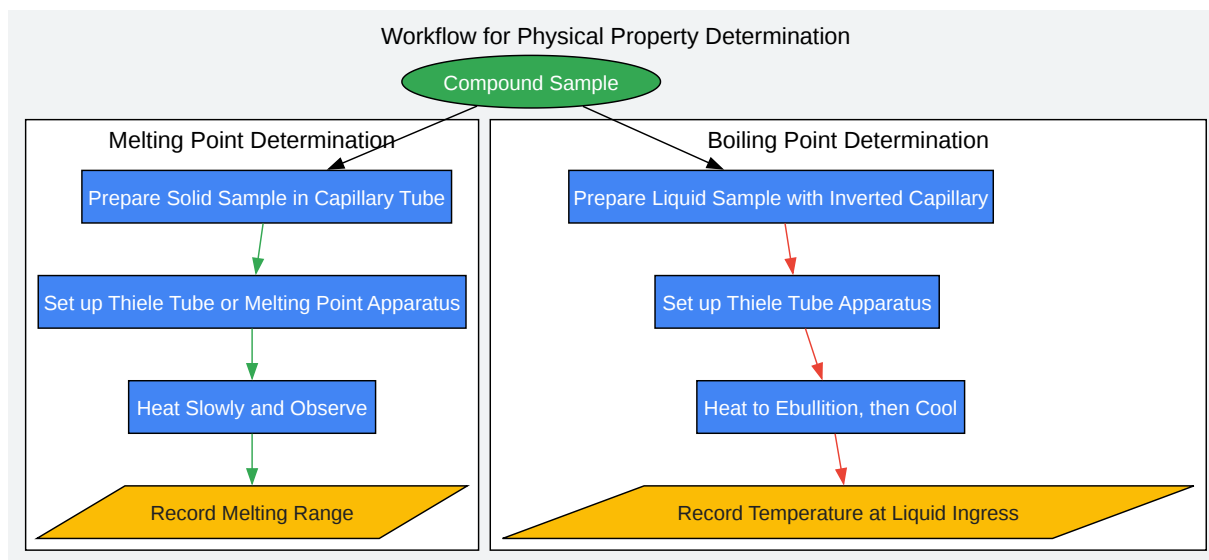 Workflow for Physical Property Determination
Compound Sample
Melting Point Determination
Prepare Solid Sample in Capillary Tube
Set up Thiele Tube or Melting Point Apparatus
Heat Slowly and Observe
Record Melting Range
Boiling Point Determination
Prepare Liquid Sample with Inverted Capillary
Set up Thiele Tube Apparatus
Heat to Ebullition, then Cool
Record Temperature at Liquid Ingress